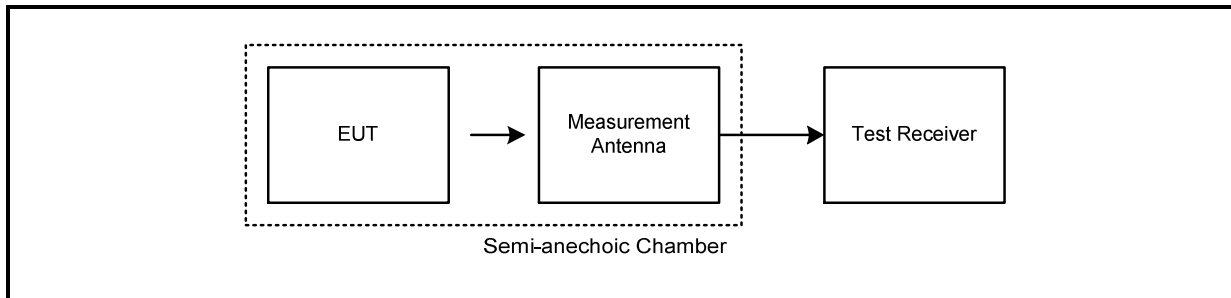 EUT
Measurement
Antenna
Test Receiver
Semi-anechoic Chamber